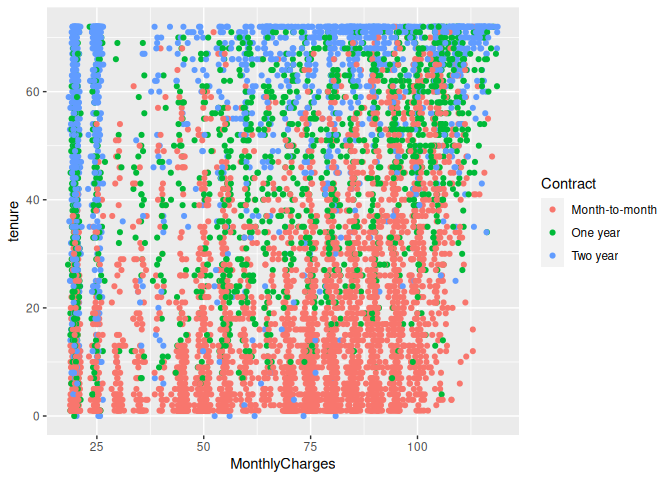 60
40
20
0
25
50
75
100
MonthlyCharges
tenure
Contract
Month-to-month
One year
Two year